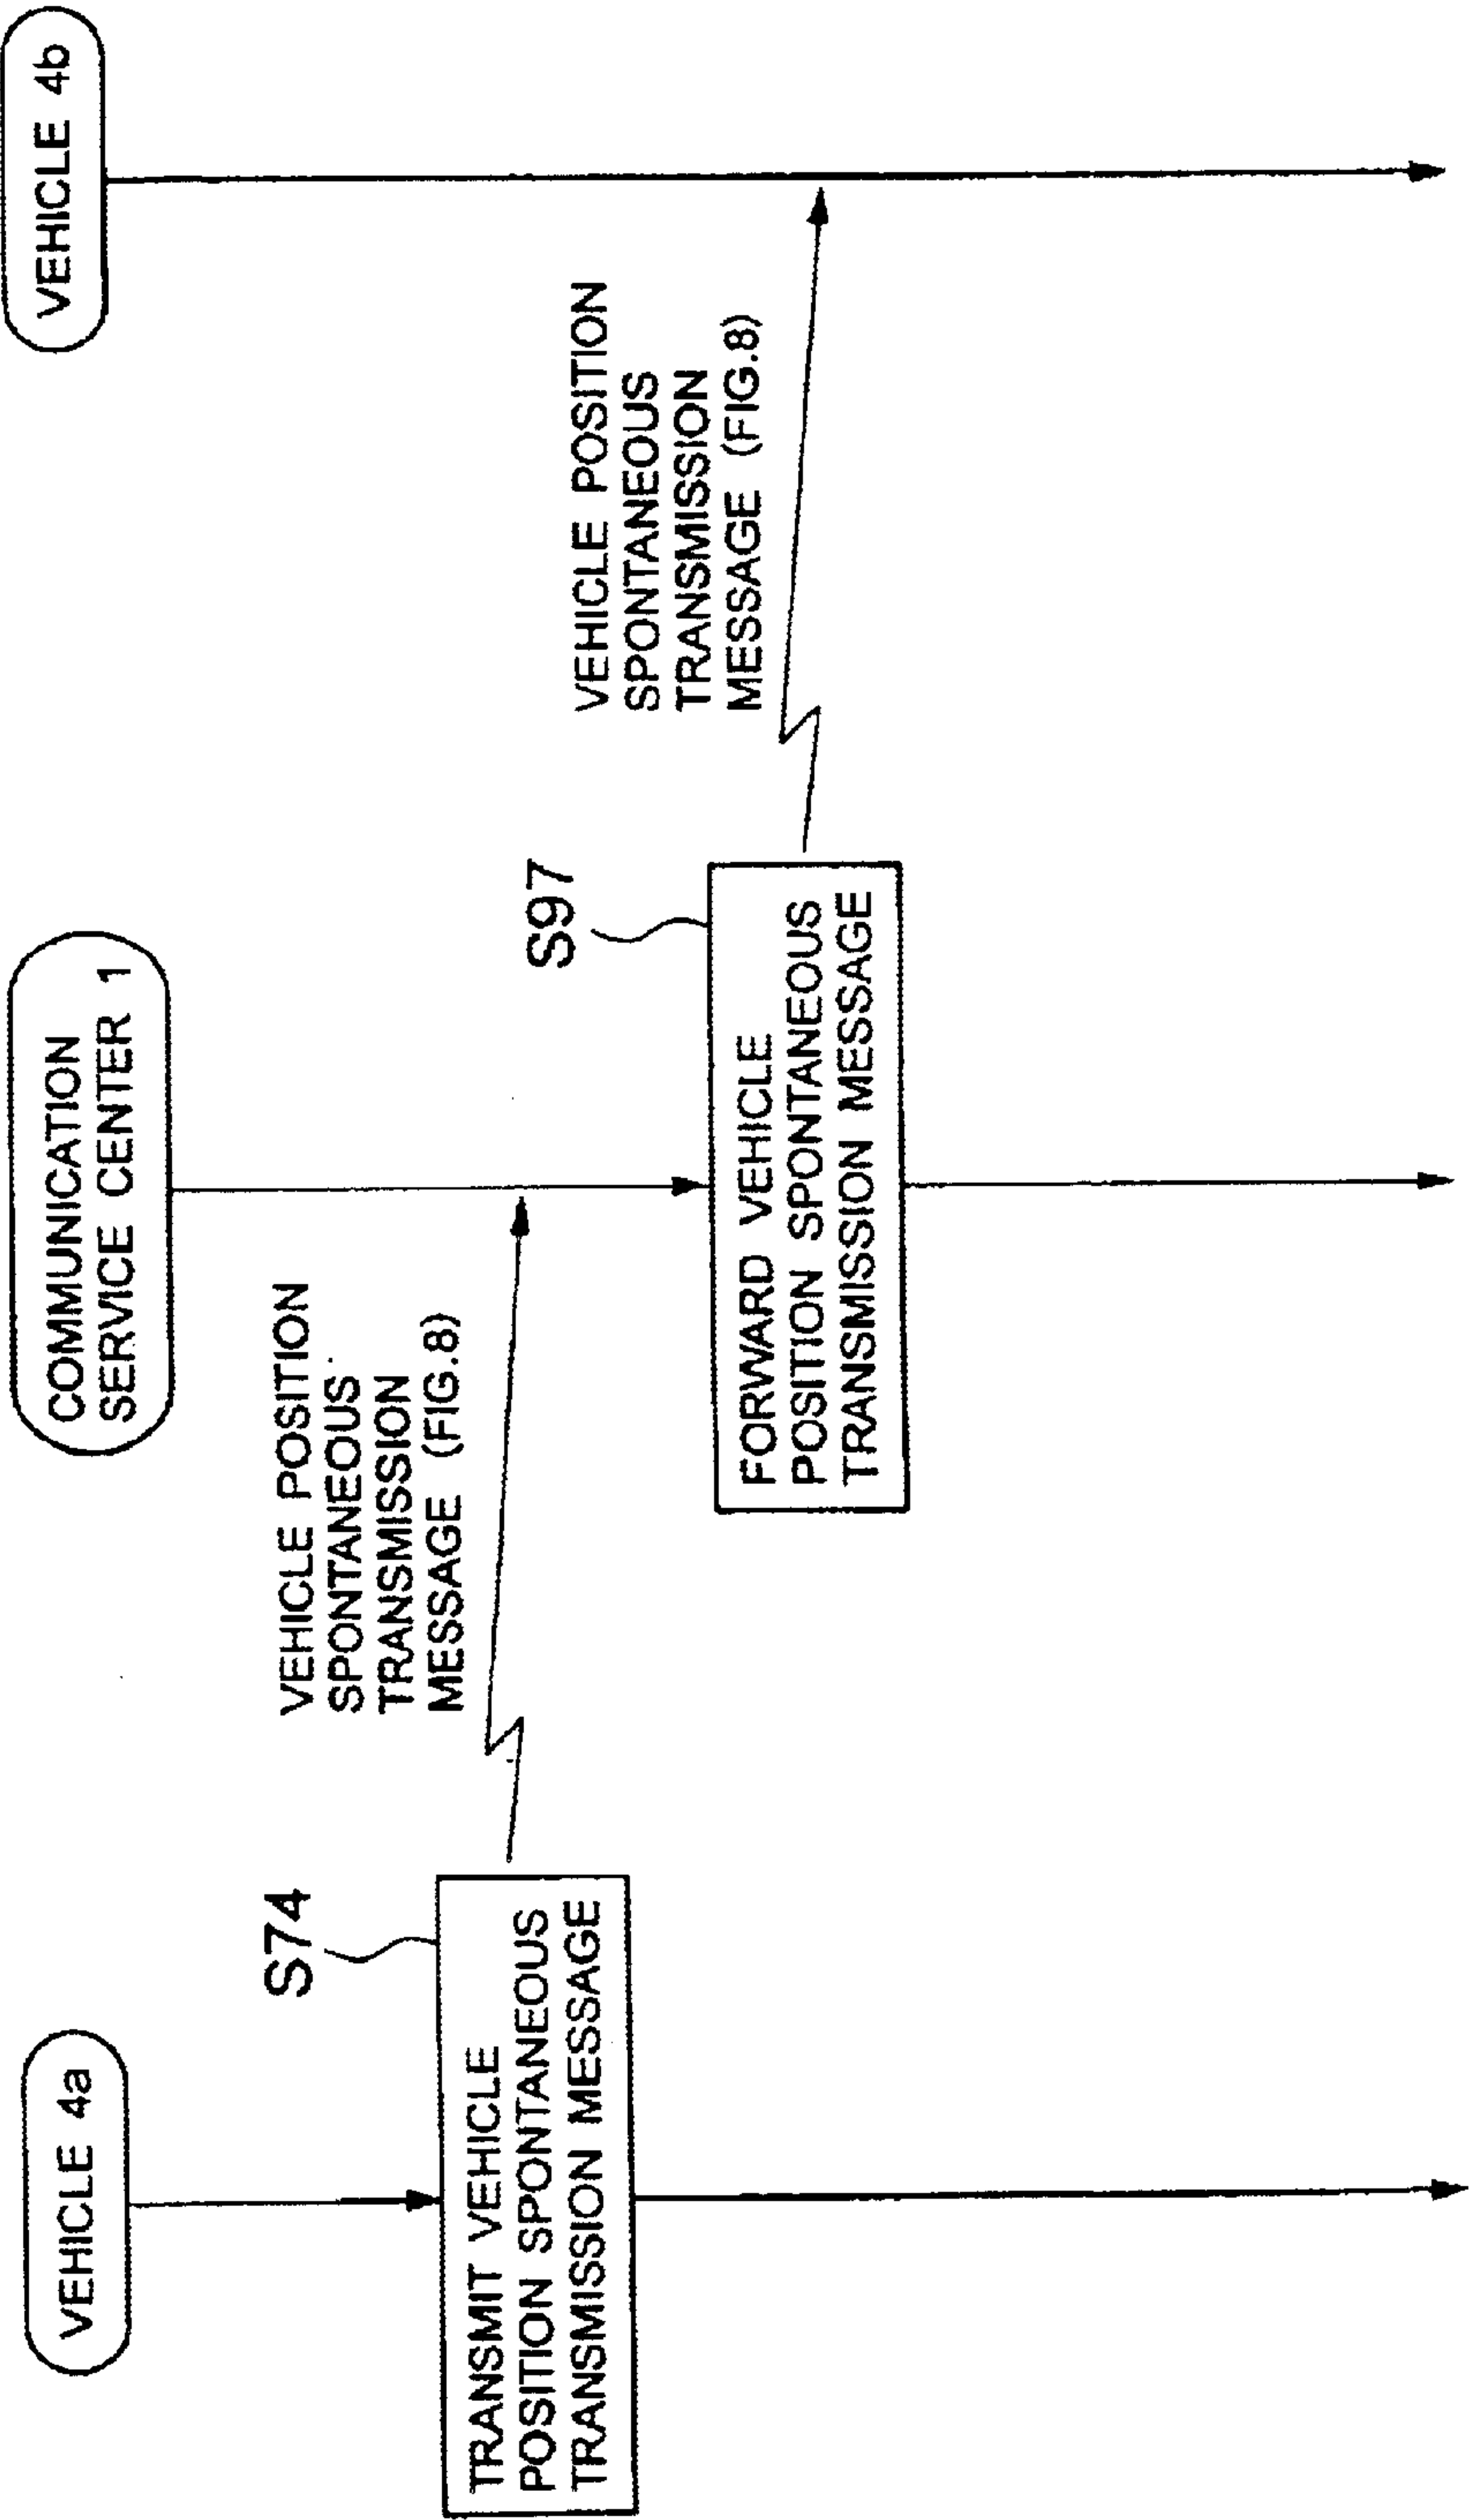 VEHICLE 4a
COMMUNICATION
SERVICE CENTER 1
VEHICLE 4b
S74
TRANSMIT VEHICLE
POSITION SPONTANEOUS
TRANSMISSION MESSAGE
VEHICLE POSITION
SPONTANEOUS
TRANSMISSION
MESSAGE (FIG.8)
S97
FORWARD VEHICLE
POSITION SPONTANEOUS
TRANSMISSION MESSAGE
VEHICLE POSITION
SPONTANEOUS
TRANSMISSION
MESSAGE (FIG.8)